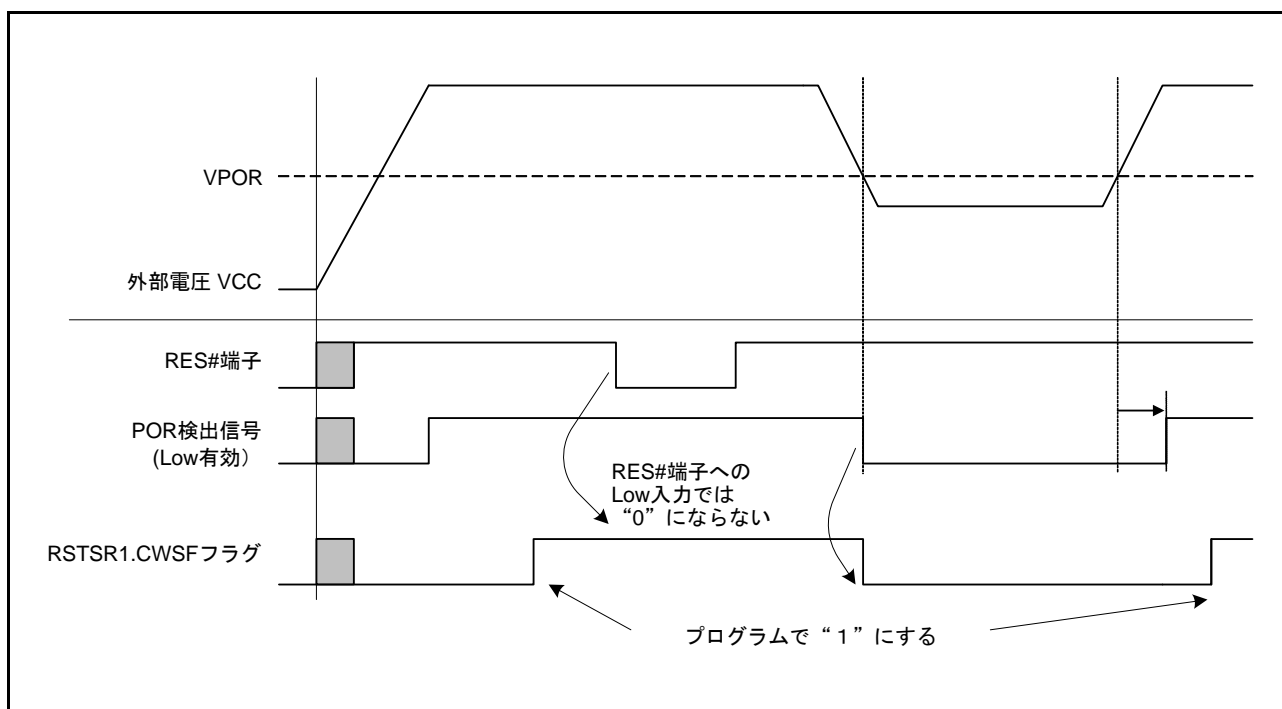 VPOR
外部電圧 VCC
RES#端子
POR検出信号
(Low有効）
RES#端子への
Low入力では
“0”にならない
RSTSR1.CWSFフラグ
プログラムで“1”にする